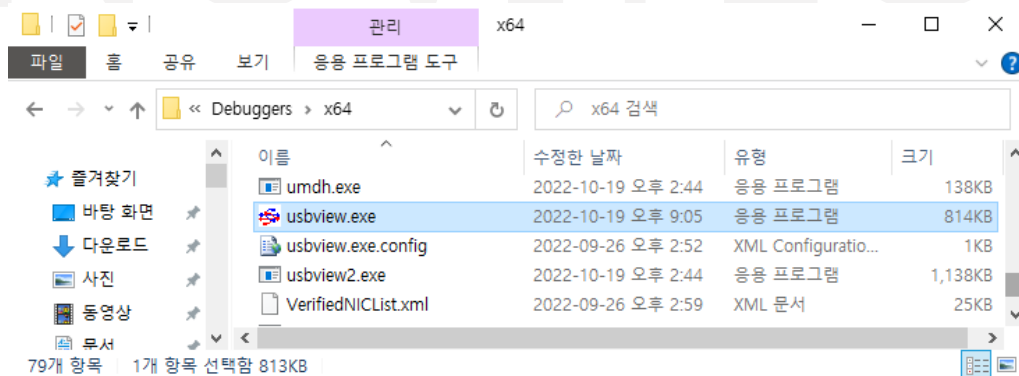 관리 x64
파일 홈 공유 보기 응용 프로그램 도구
« Debuggers › x64 x64 검색
이름 수정한 날짜 유형 크기
즐겨찾기
바탕 화면
다운로드
사진
동영상
문서
umdh.exe 2022-10-19 오후 2:44 응용 프로그램 138KB
usbview.exe 2022-10-19 오후 9:05 응용 프로그램 814KB
usbview.exe.config 2022-09-26 오후 2:52 XML Configuratio... 1KB
usbview2.exe 2022-10-19 오후 2:44 응용 프로그램 1,138KB
VerifiedNICList.xml 2022-09-26 오후 2:59 XML 문서 25KB
79개 항목 1개 항목 선택함 813KB